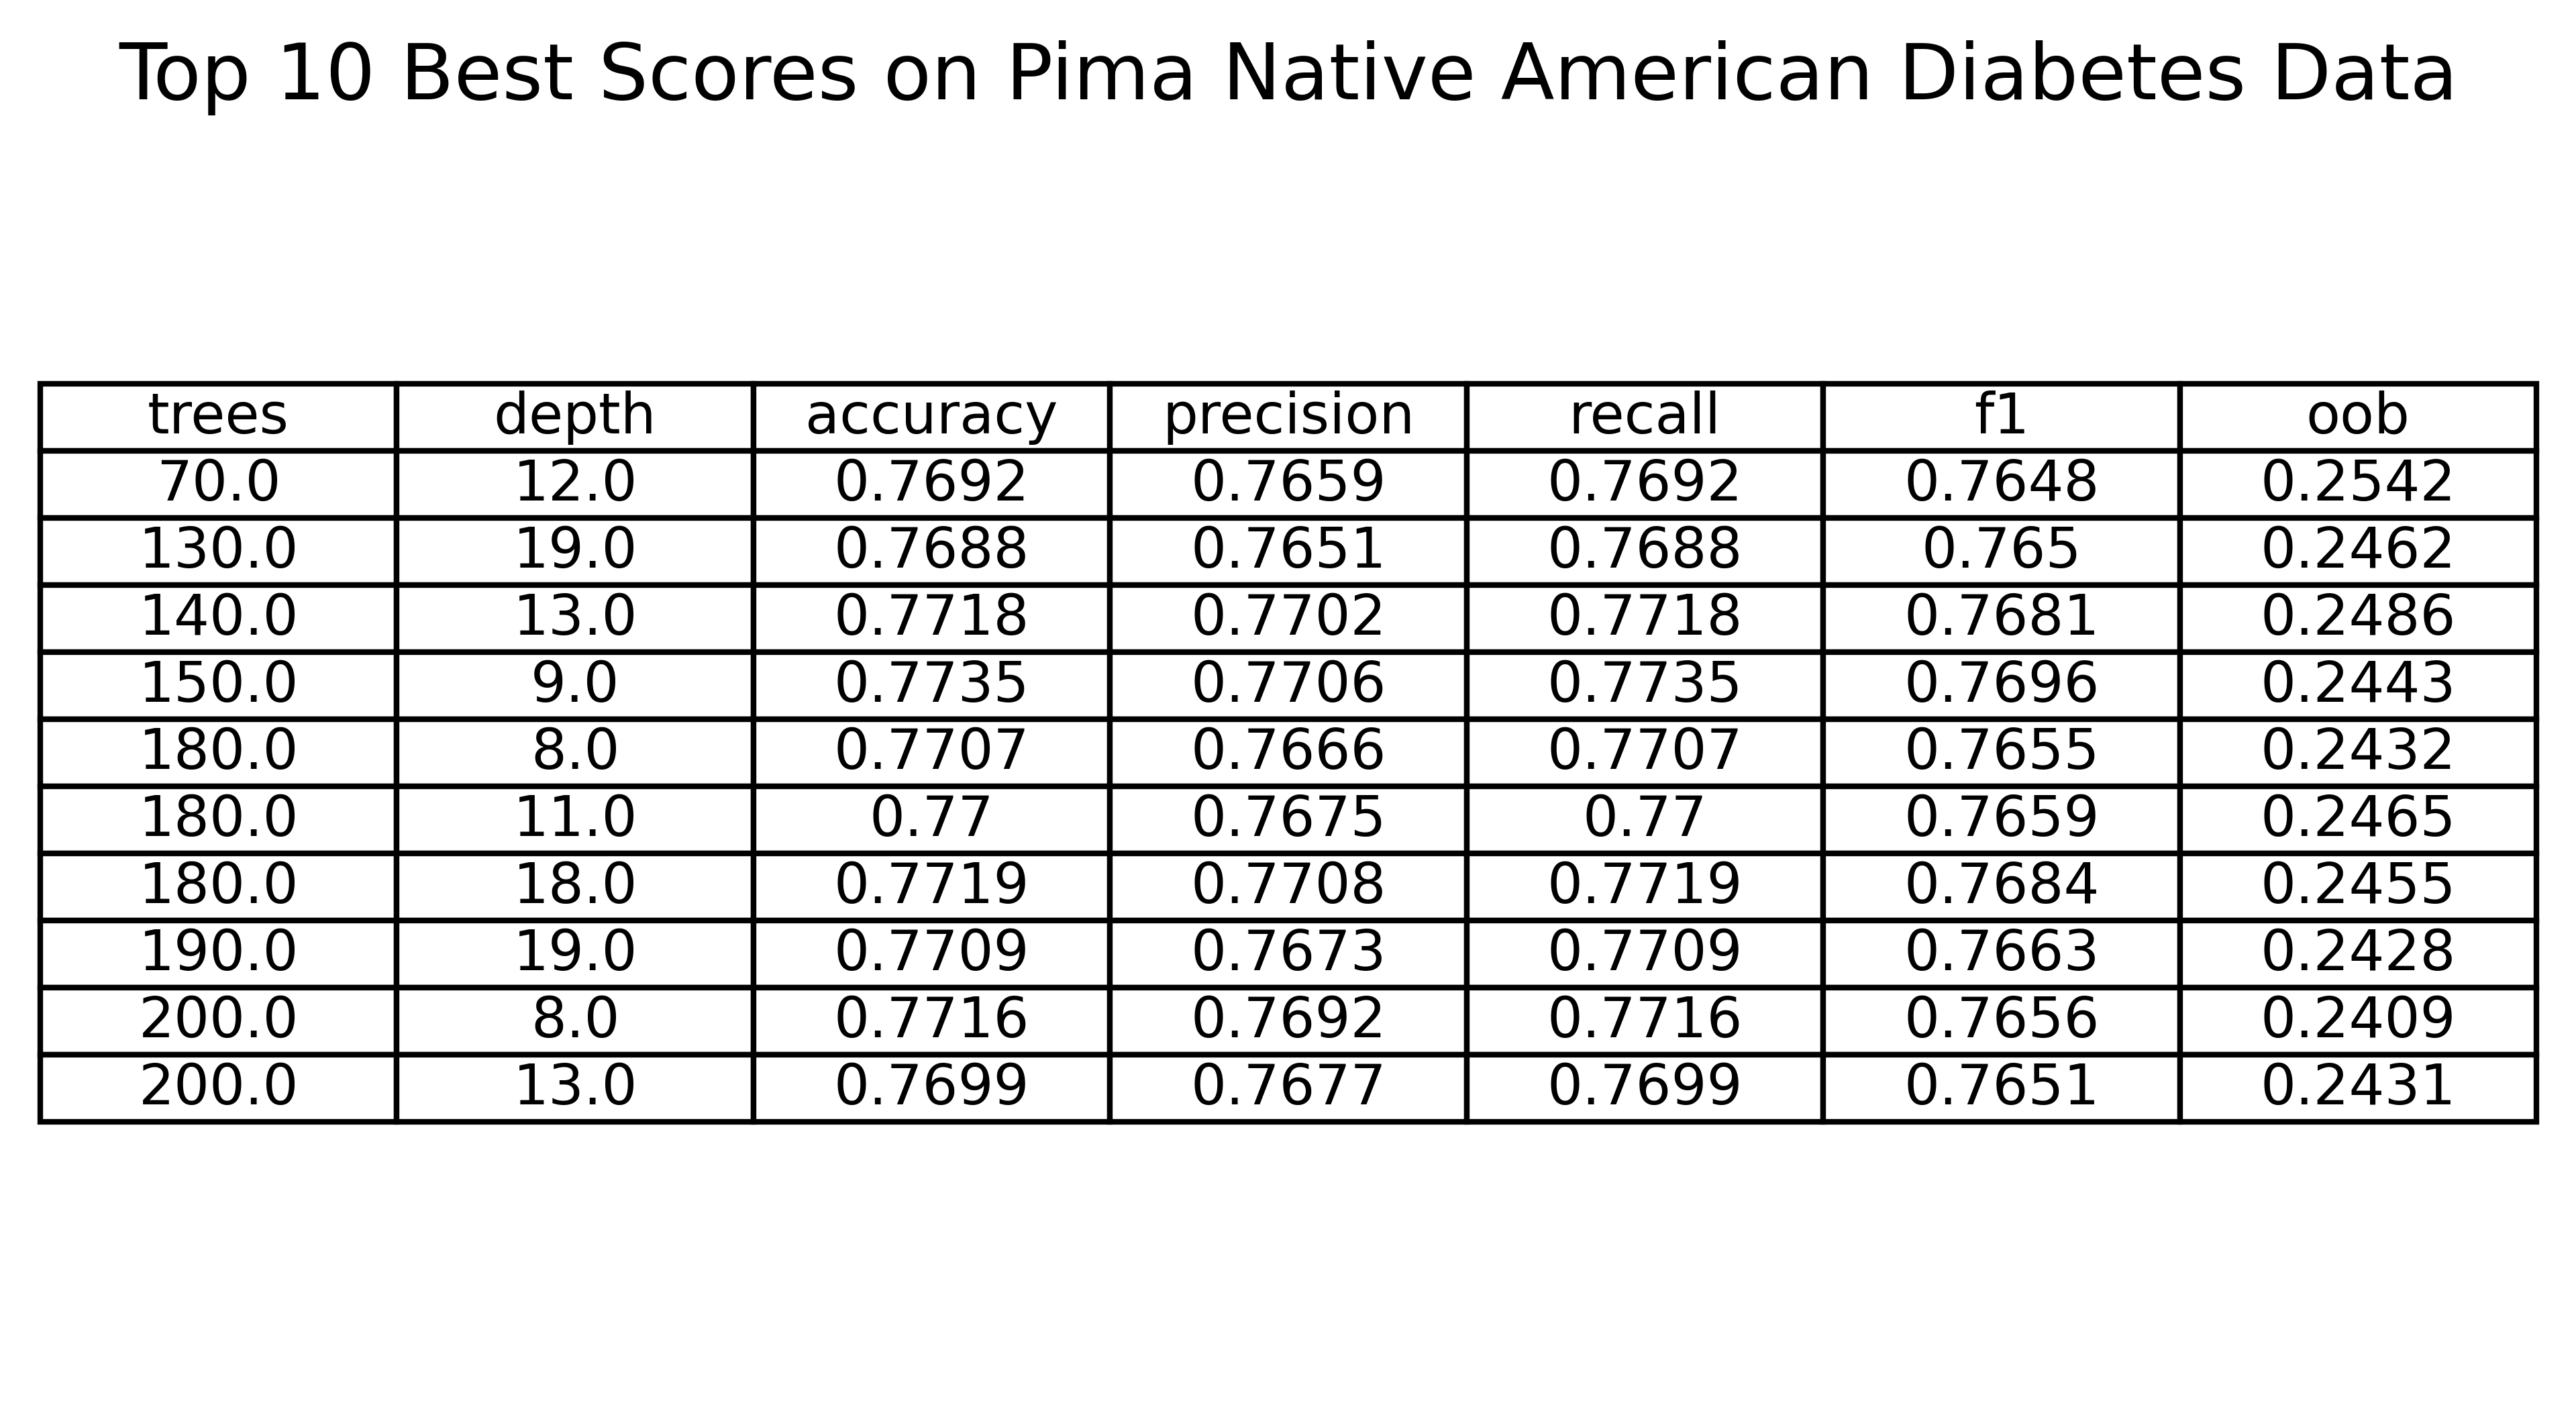 Top 10 Best Scores on Pima Native American Diabetes Data
trees depth accuracy precision recall f1 oob
70.0 12.0 0.7692 0.7659 0.7692 0.7648 0.2542
130.0 19.0 0.7688 0.7651 0.7688 0.765 0.2462
140.0 13.0 0.7718 0.7702 0.7718 0.7681 0.2486
150.0 9.0 0.7735 0.7706 0.7735 0.7696 0.2443
180.0 8.0 0.7707 0.7666 0.7707 0.7655 0.2432
180.0 11.0 0.77 0.7675 0.77 0.7659 0.2465
180.0 18.0 0.7719 0.7708 0.7719 0.7684 0.2455
190.0 19.0 0.7709 0.7673 0.7709 0.7663 0.2428
200.0 8.0 0.7716 0.7692 0.7716 0.7656 0.2409
200.0 13.0 0.7699 0.7677 0.7699 0.7651 0.2431